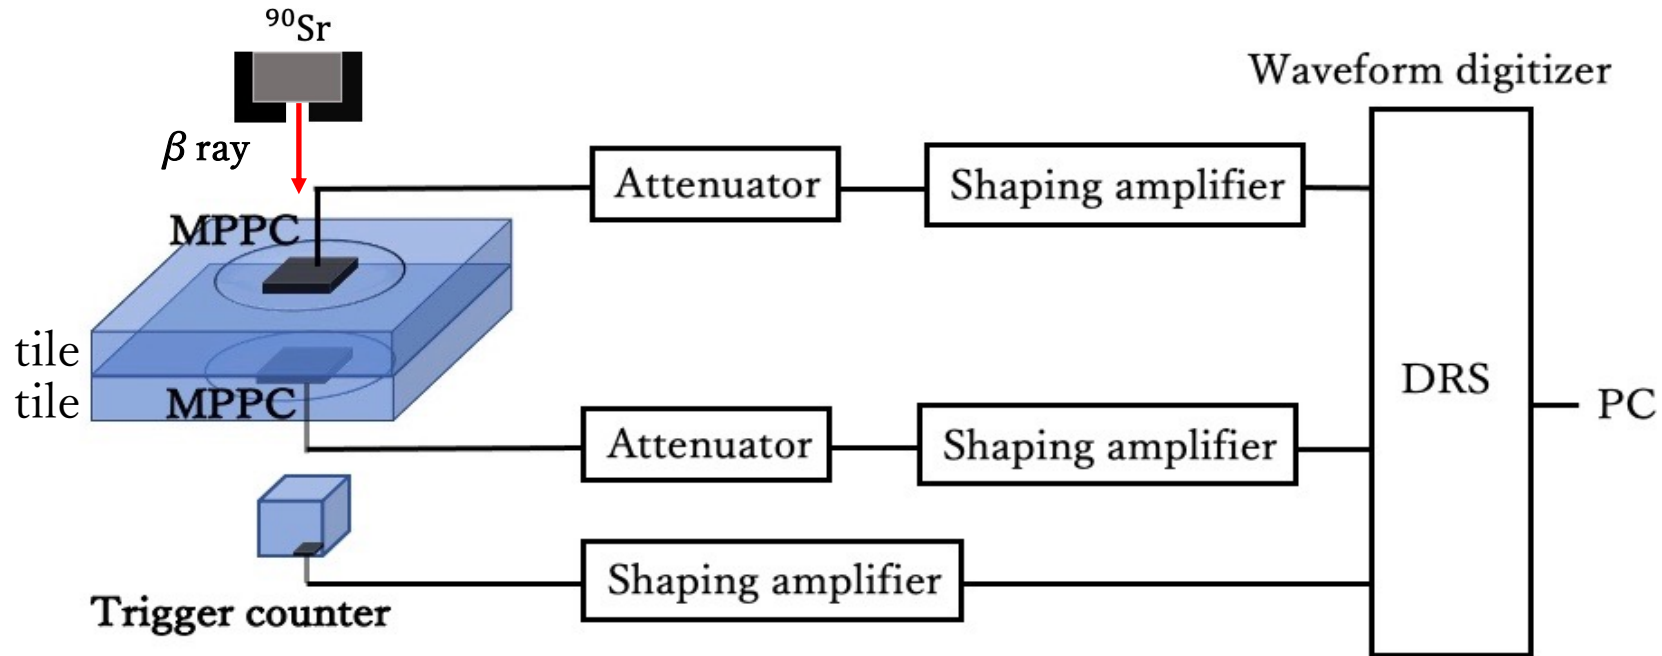 ⁹⁰Sr
Waveform digitizer
β ray
Attenuator
Shaping amplifier
MPPC
tile
tile
MPPC
DRS
PC
Attenuator
Shaping amplifier
Shaping amplifier
Trigger counter